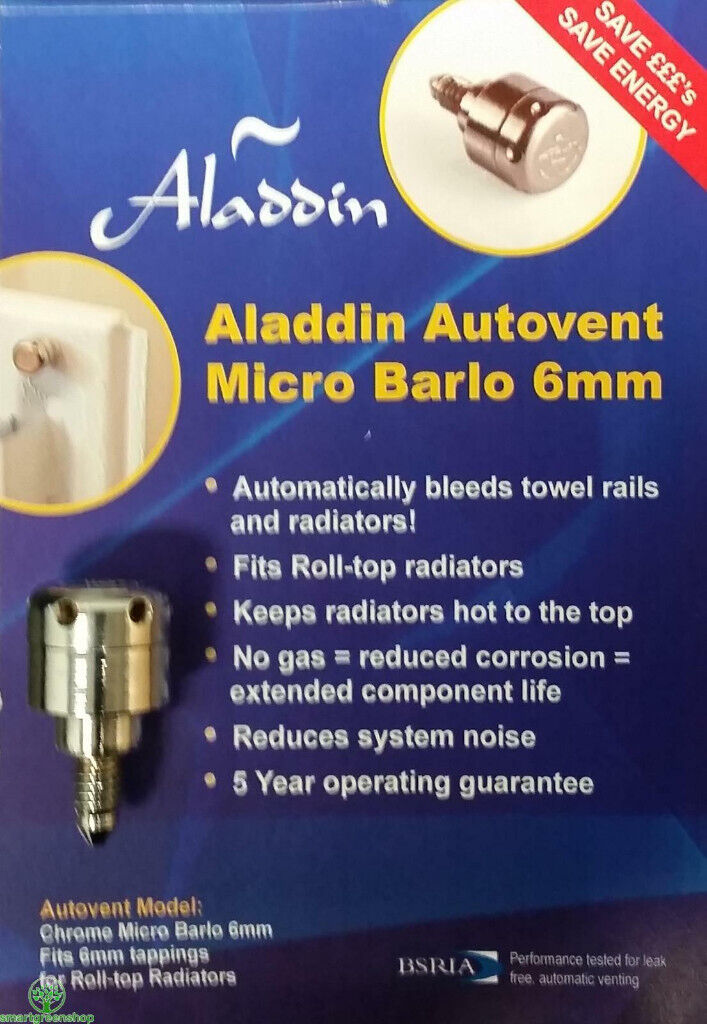 SAVE £££'s
SAVE ENERGY
Aladdin
Aladdin Autovent
Micro Barlo 6mm
• Automatically bleeds towel rails
and radiators!
• Fits Roll-top radiators
• Keeps radiators hot to the top
• No gas = reduced corrosion =
extended component life
• Reduces system noise
• 5 Year operating guarantee
Autovent Model:
Chrome Micro Barlo 6mm
Fits 6mm tappings
for Roll-top Radiators
BSRIA
Performance tested for leak
free, automatic venting
smartgreenshop